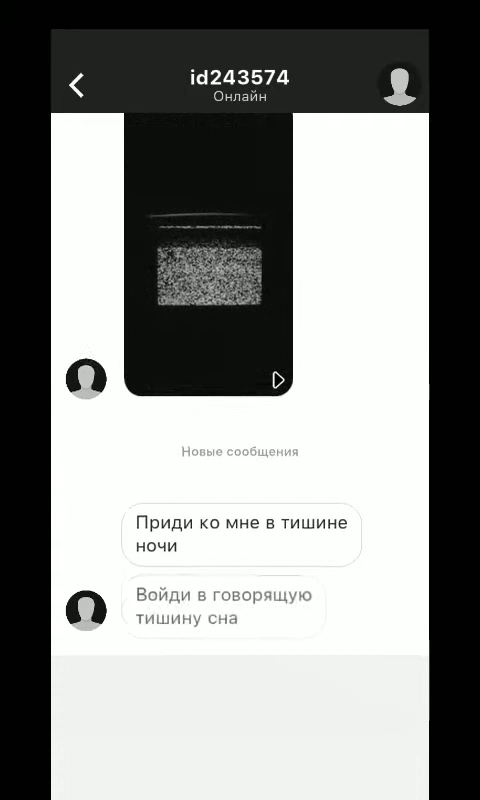 id243574
Онлайн
Новые сообщения
Приди ко мне в тишине
ночи
Войди в говорящую
тишину сна